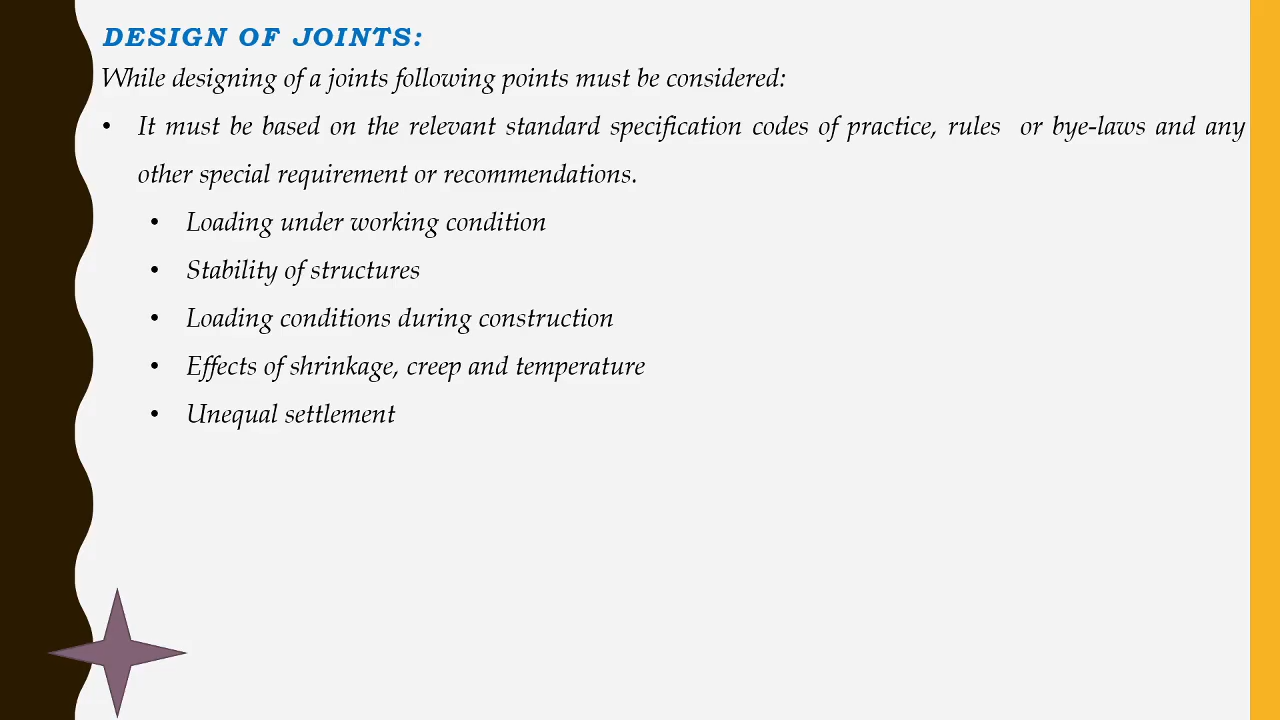 DESIGN OF JOINTS:
While designing of a joints following points must be considered:
• It must be based on the relevant standard specification codes of practice, rules or bye-laws and any
other special requirement or recommendations.
• Loading under working condition
• Stability of structures
• Loading conditions during construction
• Effects of shrinkage, creep and temperature
• Unequal settlement